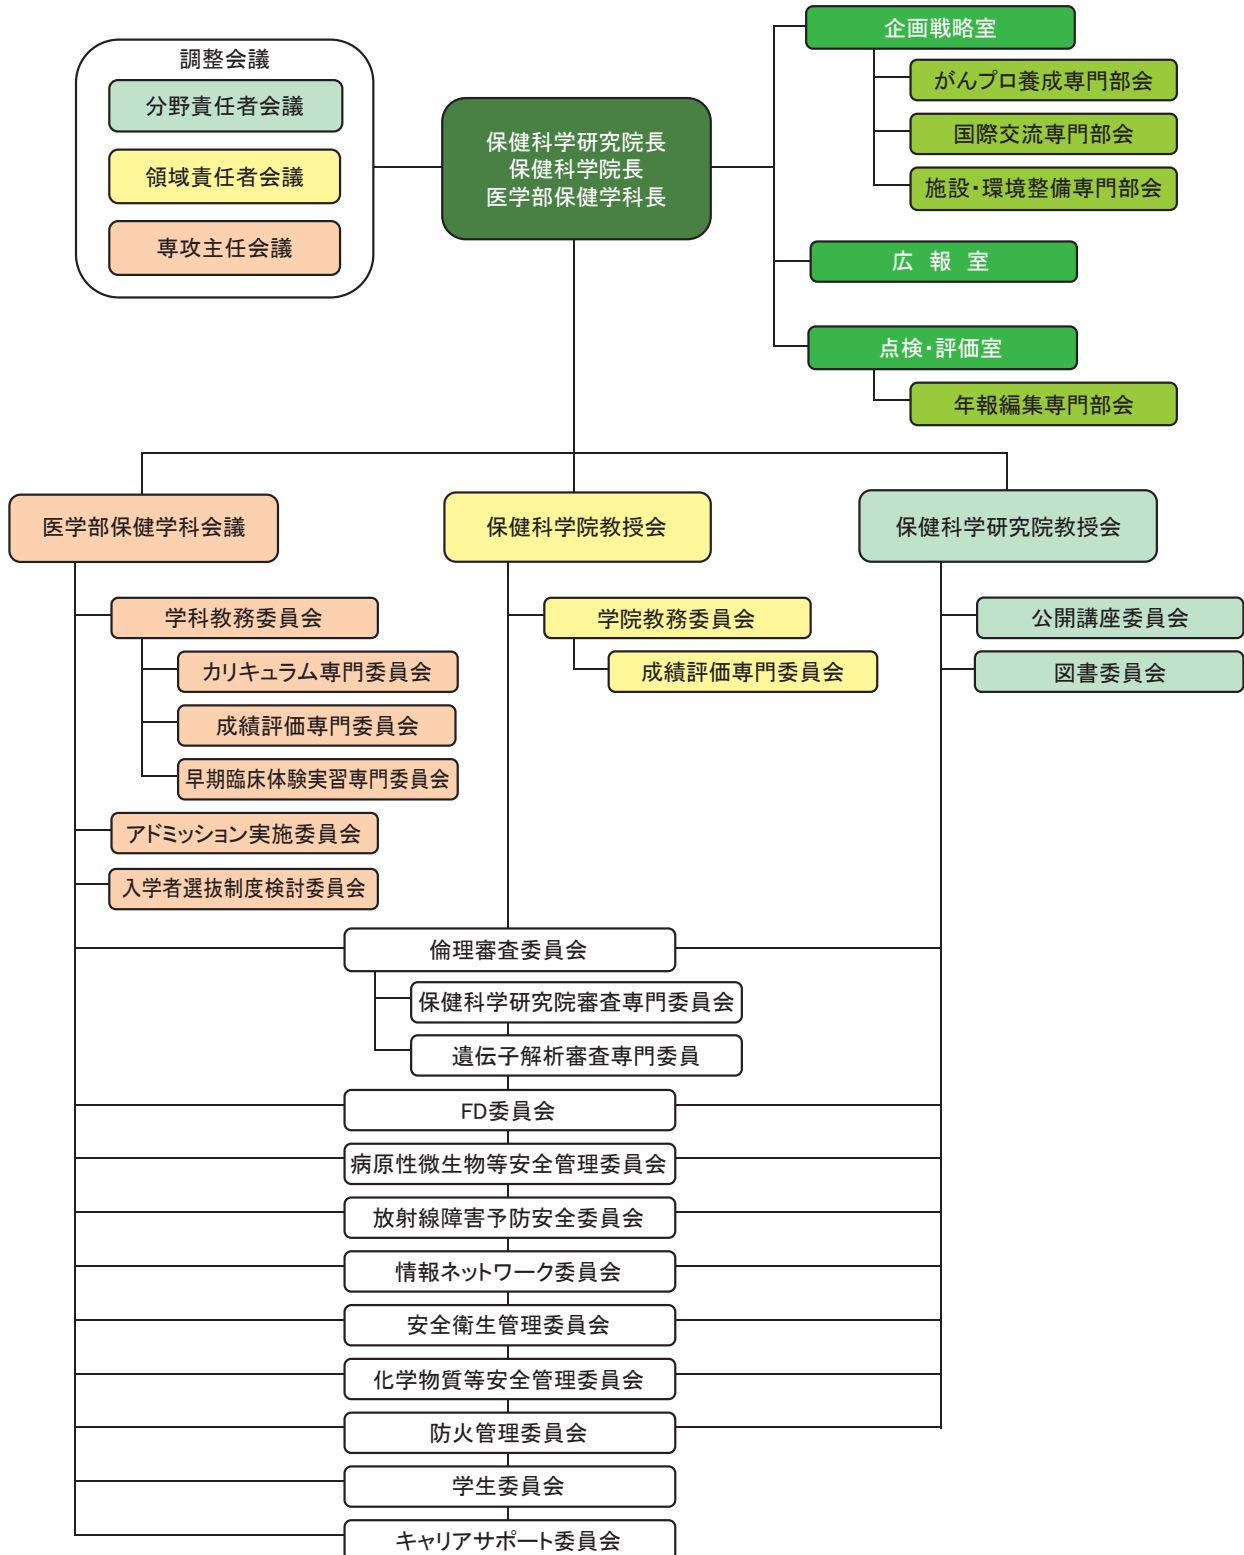 調整会議
分野責任者会議
領域責任者会議
専攻主任会議
保健科学研究院長
保健科学院長
医学部保健学科長
企画戦略室
がんプロ養成専門部会
国際交流専門部会
施設・環境整備専門部会
広 報 室
点検・評価室
年報編集専門部会
医学部保健学科会議
保健科学院教授会
保健科学研究院教授会
学科教務委員会
カリキュラム専門委員会
成績評価専門委員会
早期臨床体験実習専門委員会
アドミッション実施委員会
入学者選抜制度検討委員会
学院教務委員会
成績評価専門委員会
公開講座委員会
図書委員会
倫理審査委員会
保健科学研究院審査専門委員会
遺伝子解析審査専門委員
FD委員会
病原性微生物等安全管理委員会
放射線障害予防安全委員会
情報ネットワーク委員会
安全衛生管理委員会
化学物質等安全管理委員会
防火管理委員会
学生委員会
キャリアサポート委員会